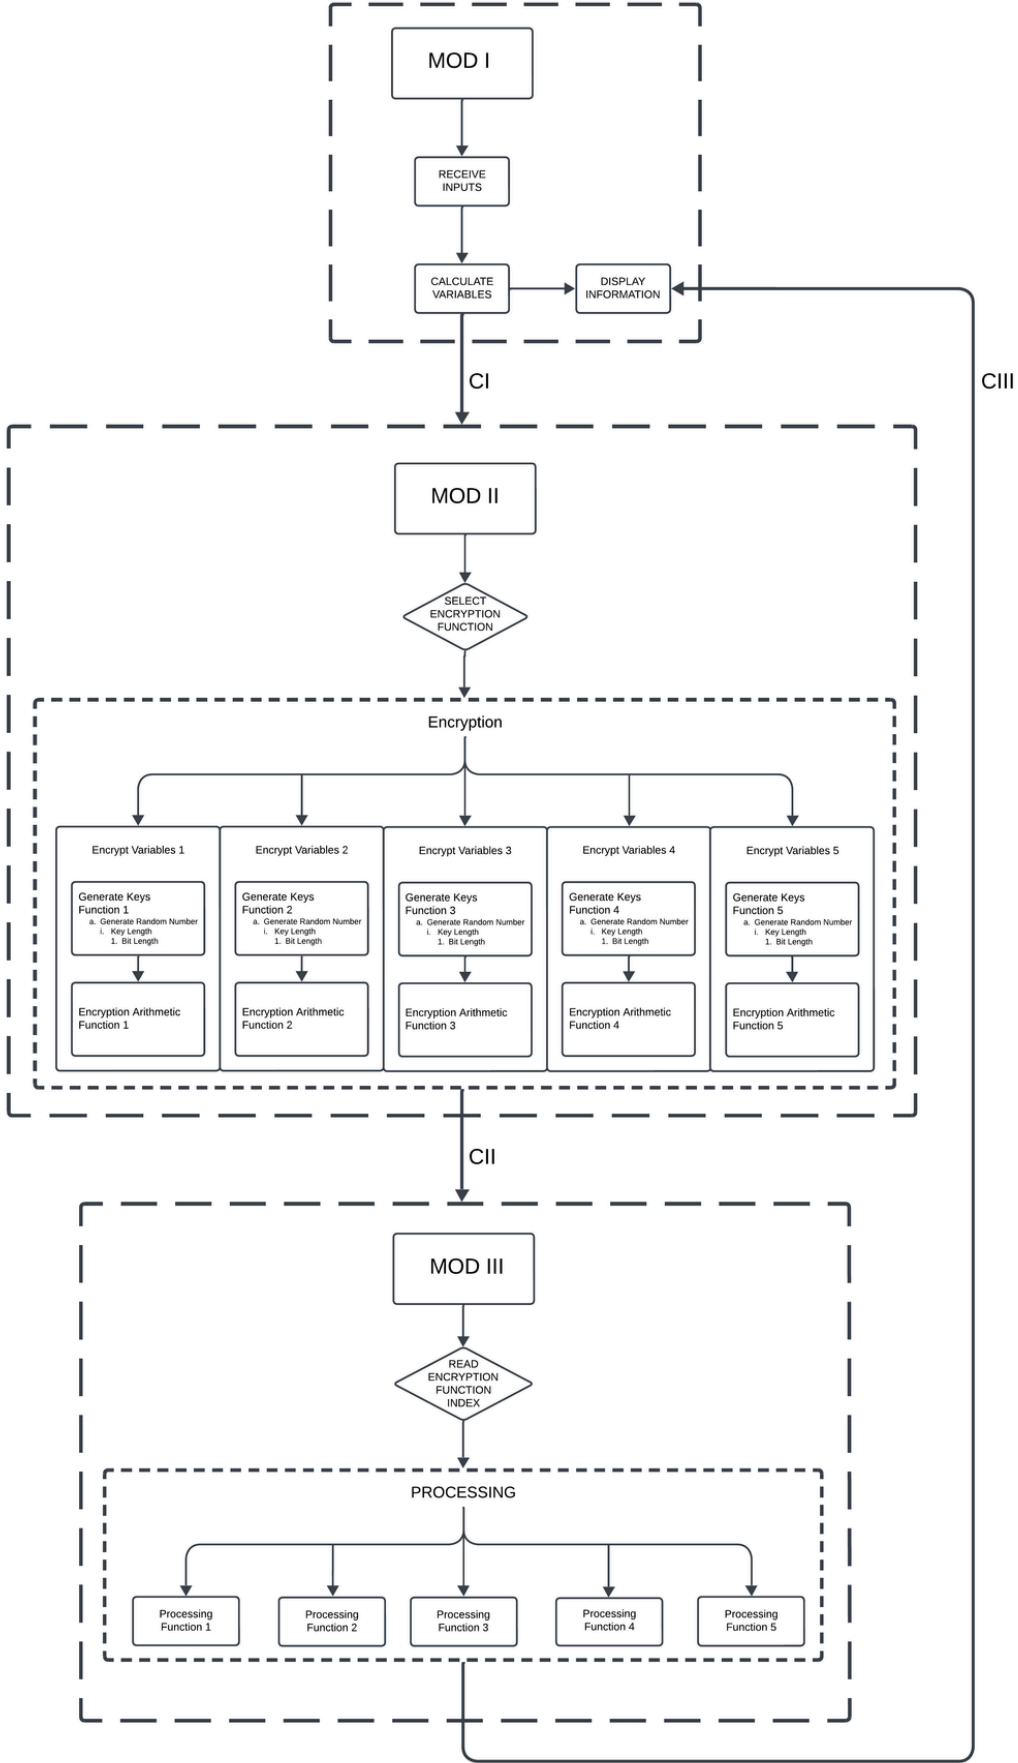 MOD I
RECEIVE
INPUTS
CALCULATE
VARIABLES
DISPLAY
INFORMATION
CI
CIII
MOD II
SELECT
ENCRYPTION
FUNCTION
Encryption
Encrypt Variables 1
Generate Keys
Function 1
a. Generate Random Number
i. Key Length
1. Bit Length
Encryption Arithmetic
Function 1
Encrypt Variables 2
Generate Keys
Function 2
a. Generate Random Number
i. Key Length
1. Bit Length
Encryption Arithmetic
Function 2
Encrypt Variables 3
Generate Keys
Function 3
a. Generate Random Number
i. Key Length
1. Bit Length
Encryption Arithmetic
Function 3
Encrypt Variables 4
Generate Keys
Function 4
a. Generate Random Number
i. Key Length
1. Bit Length
Encryption Arithmetic
Function 4
Encrypt Variables 5
Generate Keys
Function 5
a. Generate Random Number
i. Key Length
1. Bit Length
Encryption Arithmetic
Function 5
CII
MOD III
READ
ENCRYPTION
FUNCTION
INDEX
PROCESSING
Processing
Function 1
Processing
Function 2
Processing
Function 3
Processing
Function 4
Processing
Function 5